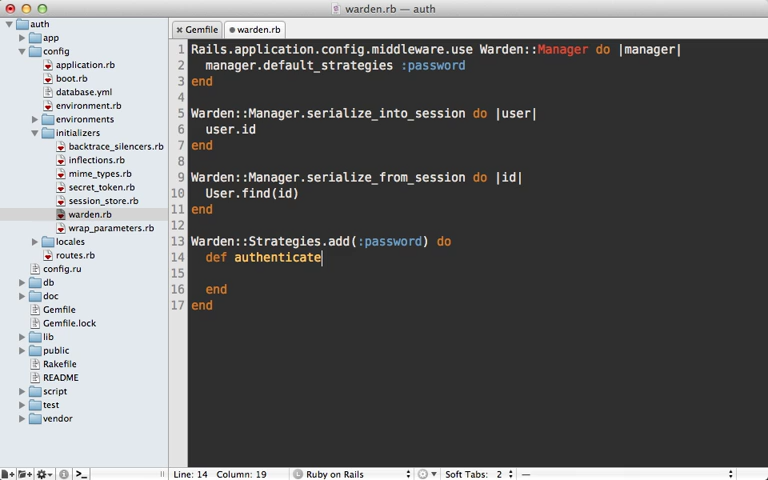 warden.rb — auth
auth
app
config
application.rb
boot.rb
database.yml
environment.rb
environments
initializers
backtrace_silencers.rb
inflections.rb
mime_types.rb
secret_token.rb
session_store.rb
warden.rb
wrap_parameters.rb
locales
routes.rb
config.ru
db
doc
Gemfile
Gemfile.lock
lib
public
Rakefile
README
script
test
vendor
Gemfile
warden.rb
1 Rails.application.config.middleware.use Warden::Manager do |manager|
2 manager.default_strategies :password
3 end
4
5 Warden::Manager.serialize_into_session do |user|
6 user.id
7 end
8
9 Warden::Manager.serialize_from_session do |id|
10 User.find(id)
11 end
12
13 Warden::Strategies.add(:password) do
14 def authenticate
15
16 end
17 end
Line: 14 Column: 19 Ruby on Rails Soft Tabs: 2 —